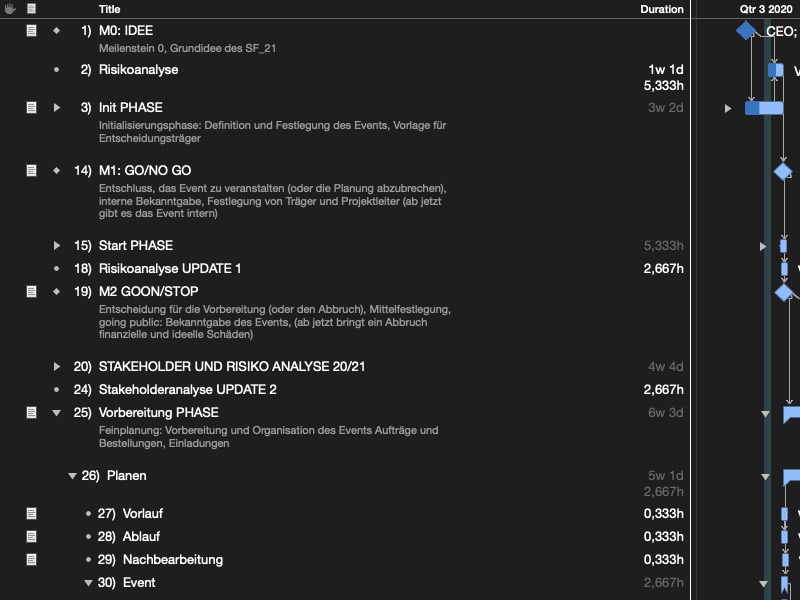 Title Duration Qtr 3 2020
1) M0: IDEE CEO;
Meilenstein 0, Grundidee des SF_21
2) Risikoanalyse 1w 1d
5,333h
3) Init PHASE 3w 2d
Initialisierungsphase: Definition und Festlegung des Events, Vorlage für
Entscheidungsträger
14) M1: GO/NO GO
Entschluss, das Event zu veranstalten (oder die Planung abzubrechen),
interne Bekanntgabe, Festlegung von Träger und Projektleiter (ab jetzt
gibt es das Event intern)
15) Start PHASE 5,333h
18) Risikoanalyse UPDATE 1 2,667h
19) M2 GOON/STOP
Entscheidung für die Vorbereitung (oder den Abbruch), Mittelfestlegung,
going public: Bekanntgabe des Events, (ab jetzt bringt ein Abbruch
finanzielle und ideelle Schäden)
20) STAKEHOLDER UND RISIKO ANALYSE 20/21 4w 4d
24) Stakeholderanalyse UPDATE 2 2,667h
25) Vorbereitung PHASE 6w 3d
Feinplanung: Vorbereitung und Organisation des Events Aufträge und
Bestellungen, Einladungen
26) Planen 5w 1d
2,667h
27) Vorlauf 0,333h
28) Ablauf 0,333h
29) Nachbearbeitung 0,333h
30) Event 2,667h